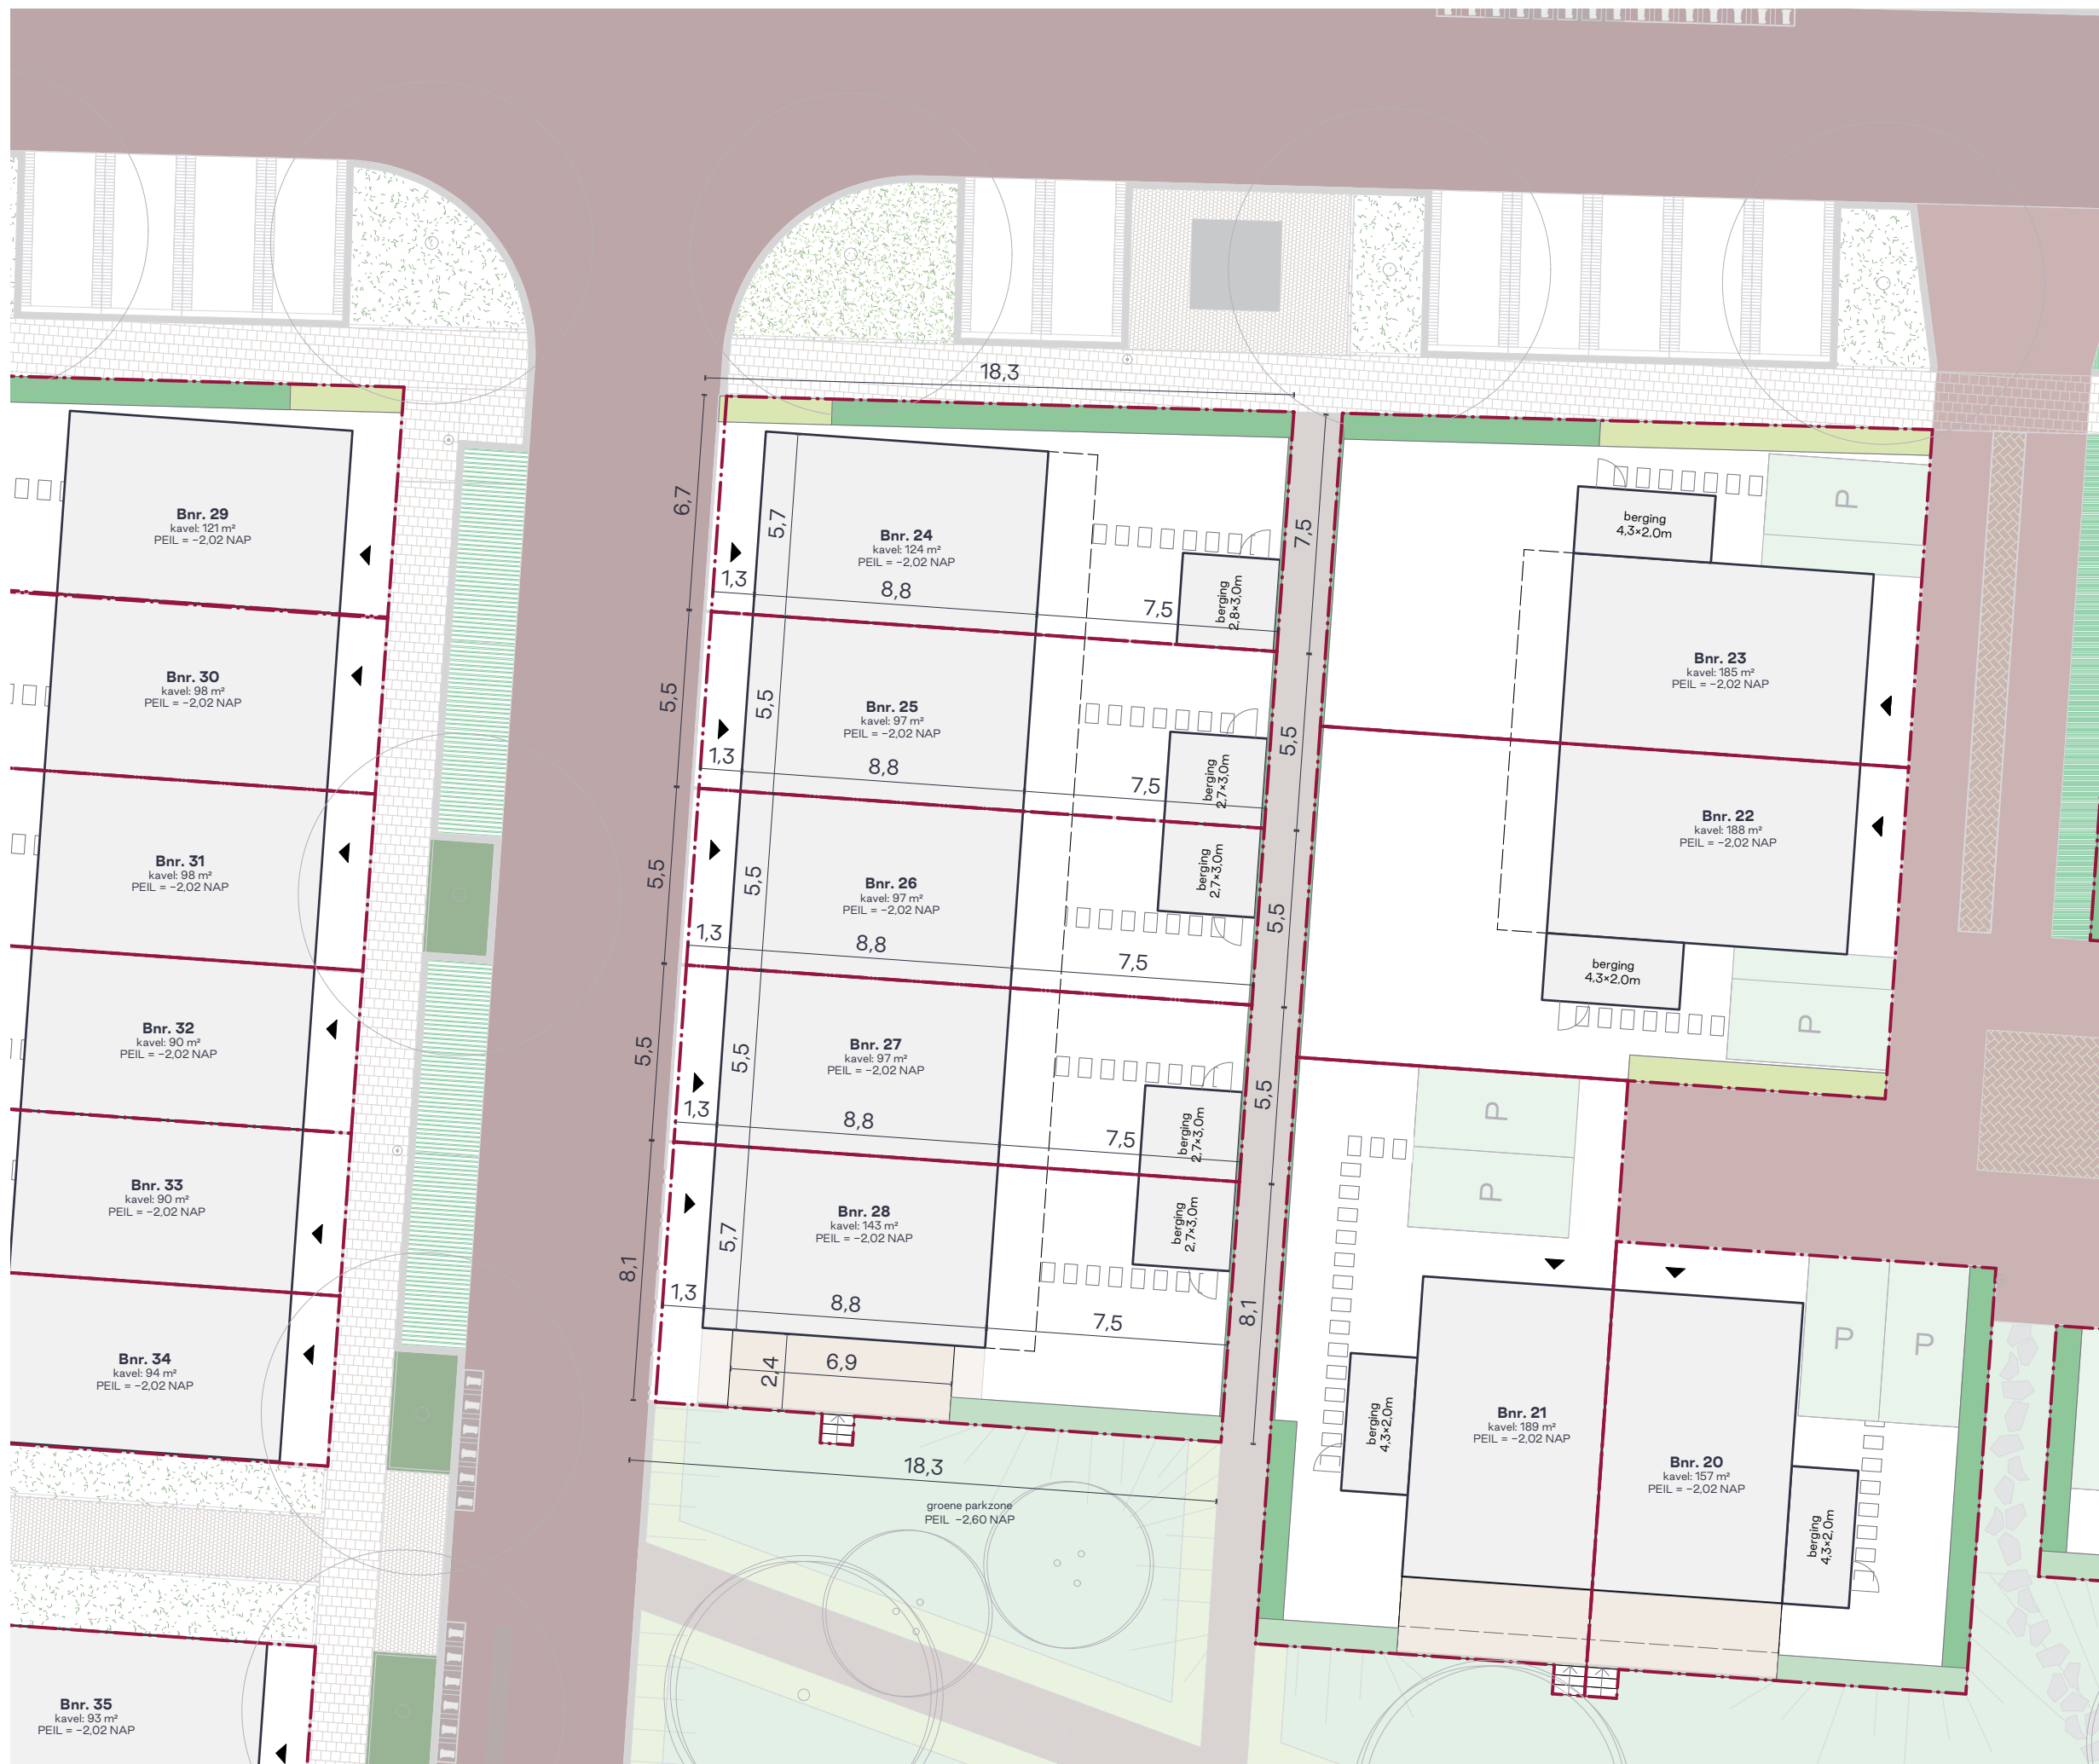 18,3
6,7
5,5
5,5
5,5
8,1
7,5
5,5
5,5
5,5
8,1
Bnr. 29
kavel: 121 m²
PEIL = −2,02 NAP
Bnr. 30
kavel: 98 m²
PEIL = −2,02 NAP
Bnr. 31
kavel: 98 m²
PEIL = −2,02 NAP
Bnr. 32
kavel: 90 m²
PEIL = −2,02 NAP
Bnr. 33
kavel: 90 m²
PEIL = −2,02 NAP
Bnr. 34
kavel: 94 m²
PEIL = −2,02 NAP
Bnr. 35
kavel: 93 m²
PEIL = −2,02 NAP
5,7
Bnr. 24
kavel: 124 m²
PEIL = −2,02 NAP
1,3
8,8
7,5
berging
2,8×3,0m
5,5
Bnr. 25
kavel: 97 m²
PEIL = −2,02 NAP
1,3
8,8
7,5
berging
2,7×3,0m
5,5
Bnr. 26
kavel: 97 m²
PEIL = −2,02 NAP
1,3
8,8
7,5
berging
2,7×3,0m
5,5
Bnr. 27
kavel: 97 m²
PEIL = −2,02 NAP
1,3
8,8
7,5
berging
2,7×3,0m
5,7
Bnr. 28
kavel: 143 m²
PEIL = −2,02 NAP
1,3
8,8
7,5
berging
2,7×3,0m
2,4
6,9
18,3
groene parkzone
PEIL −2,60 NAP
P
berging
4,3×2,0m
Bnr. 23
kavel: 185 m²
PEIL = −2,02 NAP
Bnr. 22
kavel: 188 m²
PEIL = −2,02 NAP
berging
4,3×2,0m
P
P
P
P
P
Bnr. 21
kavel: 189 m²
PEIL = −2,02 NAP
berging
4,3×2,0m
Bnr. 20
kavel: 157 m²
PEIL = −2,02 NAP
berging
4,3×2,0m